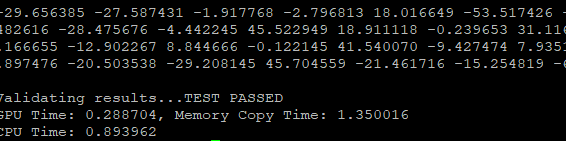 -29.656385 -27.587431 -1.917768 -2.796813 18.016649 -53.517426 -
482616 -28.475676 -4.442245 45.522949 18.911118 -0.239653 31.116
.166655 -12.902267 8.844666 -0.122145 41.540070 -9.427474 7.9351
.897476 -20.503538 -29.208145 45.704559 -21.461716 -15.254819 -6
Validating results...TEST PASSED
GPU Time: 0.288704, Memory Copy Time: 1.350016
CPU Time: 0.893962